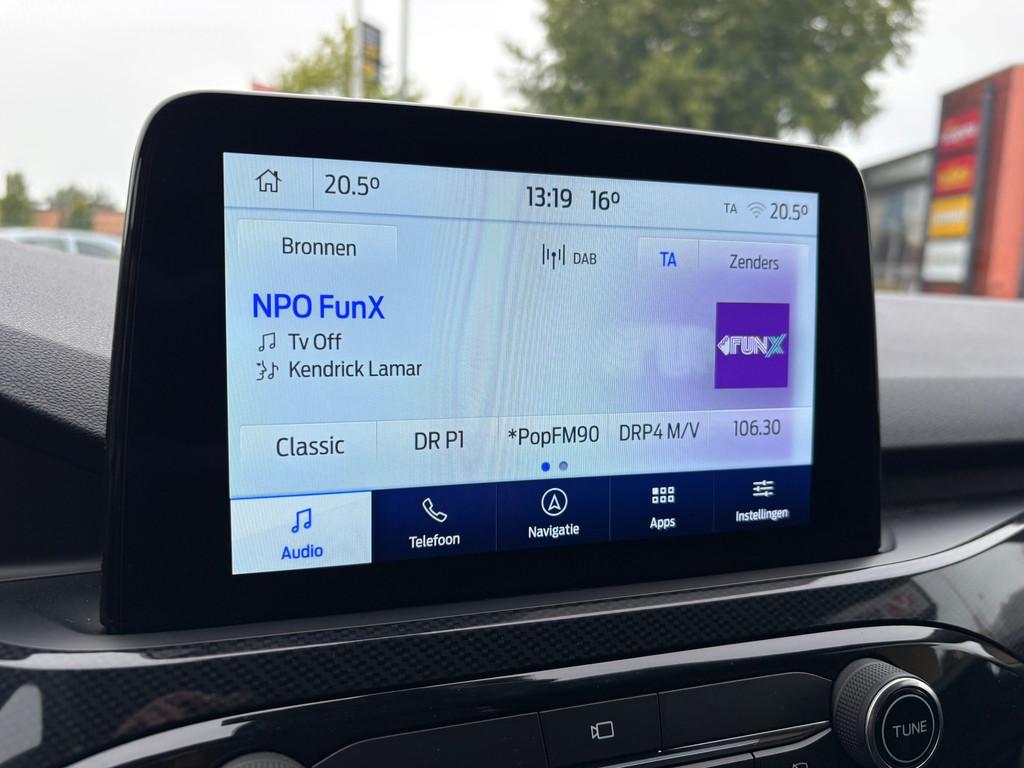 20.5º
13:19 16º
TA 20.5º
Bronnen
DAB
TA
Zenders
NPO FunX
Tv Off
Kendrick Lamar
FUNX
Classic
DR P1
*PopFM90
DRP4 M/V
106.30
Audio
Telefoon
Navigatie
Apps
Instellingen
TUNE